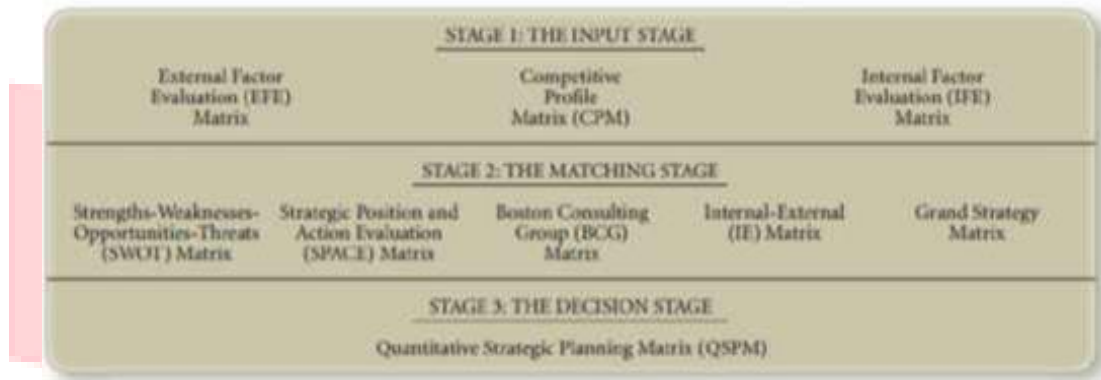 STAGE 1: THE INPUT STAGE
External Factor
Evaluation (EFE)
Matrix
Competitive
Profile
Matrix (CPM)
Internal Factor
Evaluation (IFE)
Matrix
STAGE 2: THE MATCHING STAGE
Strengths-Weaknesses-
Opportunities-Threats
(SWOT) Matrix
Strategic Position and
Action Evaluation
(SPACE) Matrix
Boston Consulting
Group (BCG)
Matrix
Internal-External
(IE) Matrix
Grand Strategy
Matrix
STAGE 3: THE DECISION STAGE
Quantitative Strategic Planning Matrix (QSPM)